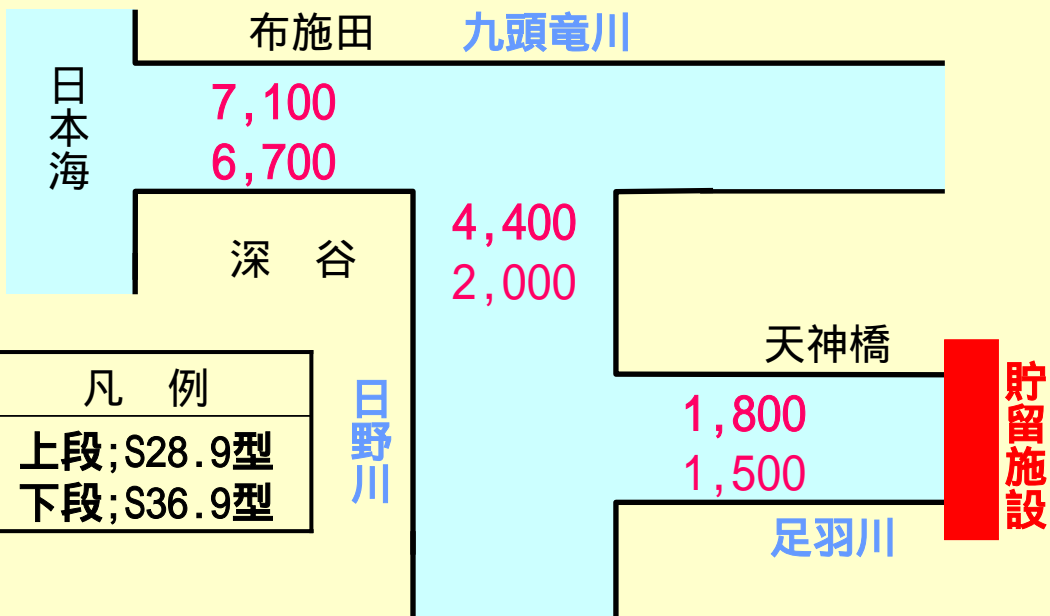 布施田
九頭竜川
日本海
7,100
6,700
4,400
2,000
深　谷
天神橋
1,800
1,500
貯留施設
凡　例
上段;S28.9型
下段;S36.9型
日野川
足羽川